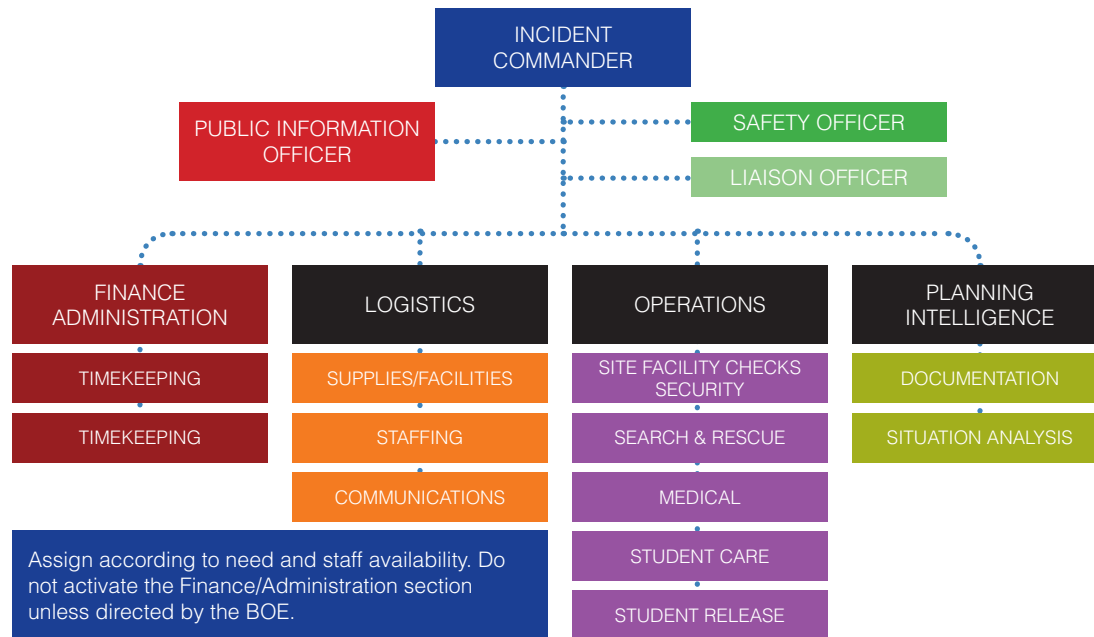 INCIDENT
COMMANDER
PUBLIC INFORMATION
OFFICER
SAFETY OFFICER
LIAISON OFFICER
FINANCE
ADMINISTRATION
TIMEKEEPING
TIMEKEEPING
LOGISTICS
SUPPLIES/FACILITIES
STAFFING
COMMUNICATIONS
OPERATIONS
SITE FACILITY CHECKS
SECURITY
SEARCH & RESCUE
MEDICAL
STUDENT CARE
STUDENT RELEASE
PLANNING
INTELLIGENCE
DOCUMENTATION
SITUATION ANALYSIS
Assign according to need and staff availability. Do
not activate the Finance/Administration section
unless directed by the BOE.